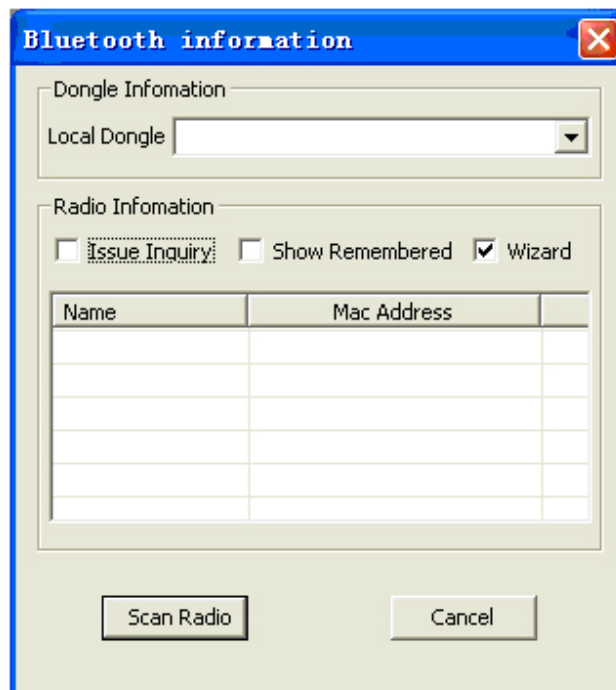 Bluetooth information
Dongle Infomation
Local Dongle
Radio Infomation
Issue Inquiry Show Remembered Wizard
Name Mac Address
Scan Radio Cancel